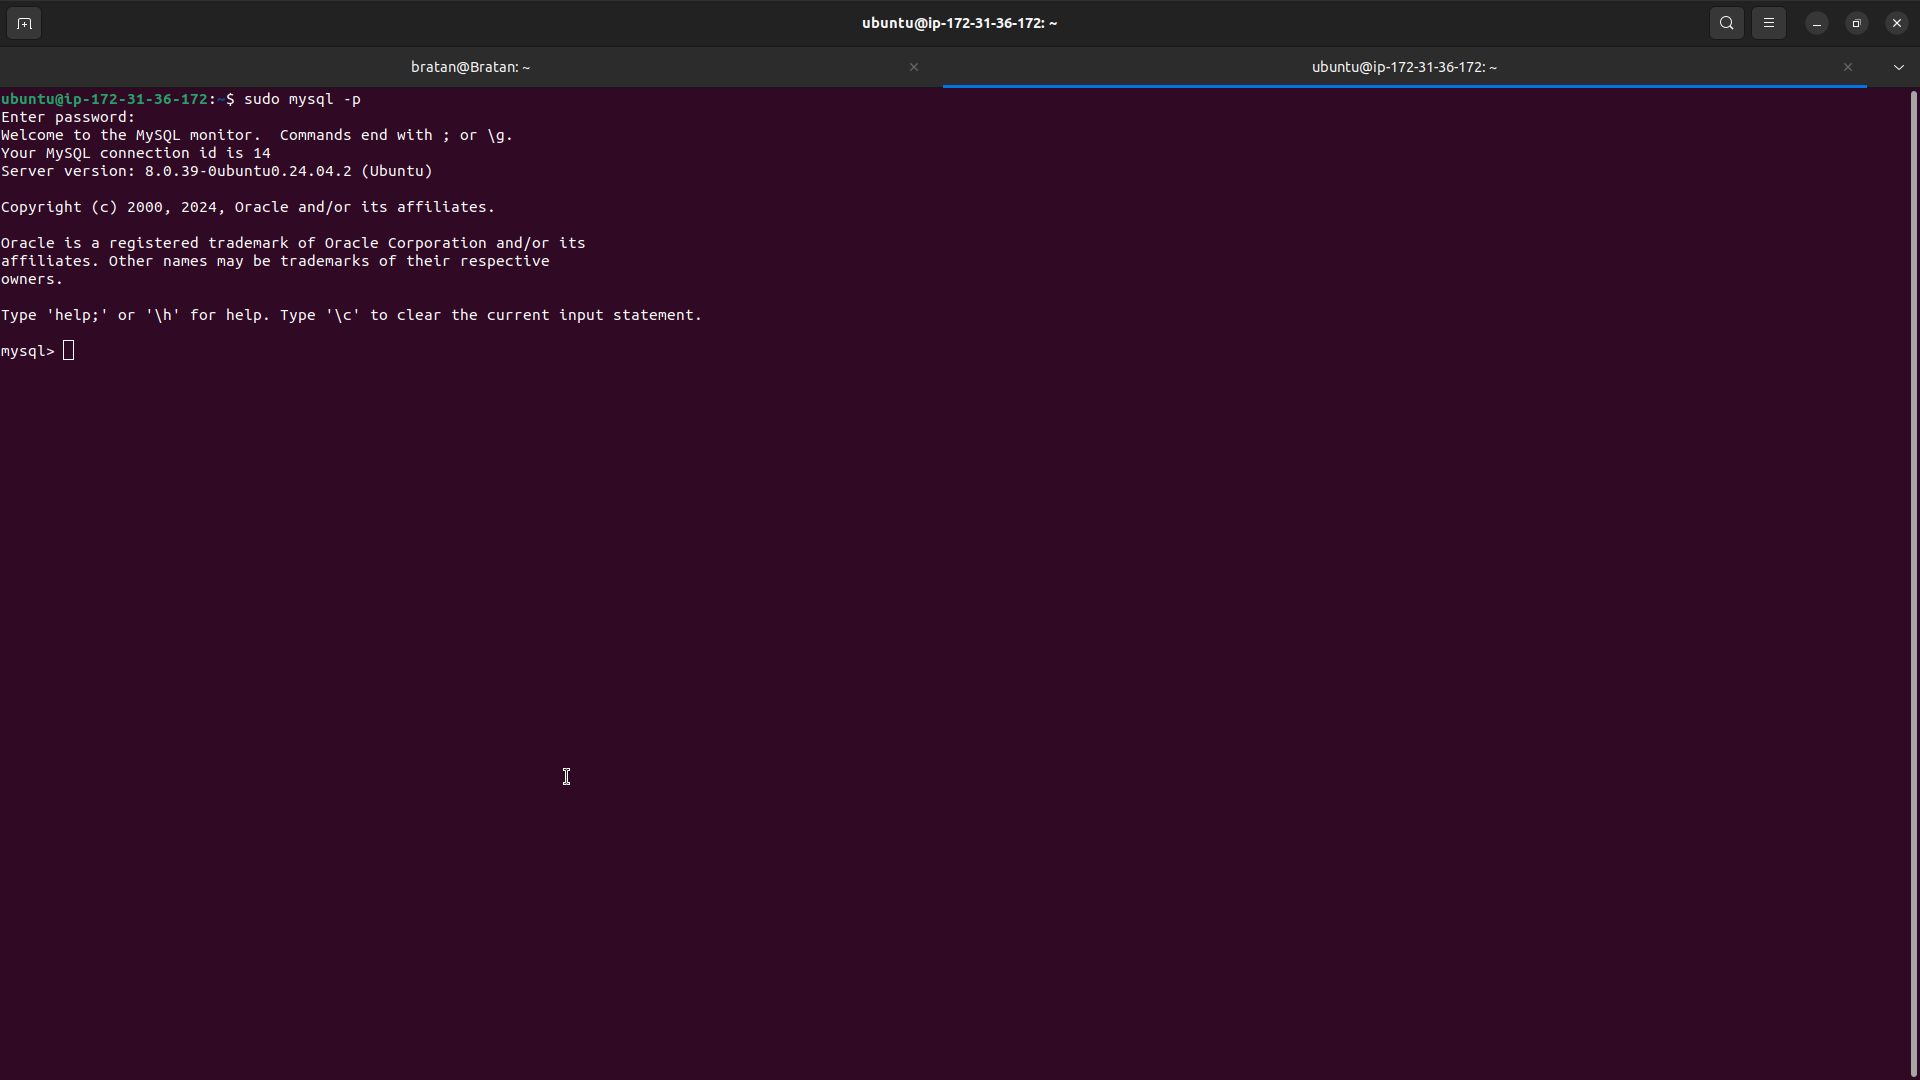 ubuntu@ip-172-31-36-172: ~
bratan@Bratan: ~
ubuntu@ip-172-31-36-172: ~
ubuntu@ip-172-31-36-172:~$ sudo mysql -p
Enter password:
Welcome to the MySQL monitor.  Commands end with ; or \g.
Your MySQL connection id is 14
Server version: 8.0.39-0ubuntu0.24.04.2 (Ubuntu)
Copyright (c) 2000, 2024, Oracle and/or its affiliates.
Oracle is a registered trademark of Oracle Corporation and/or its
affiliates. Other names may be trademarks of their respective
owners.
Type 'help;' or '\h' for help. Type '\c' to clear the current input statement.
mysql>